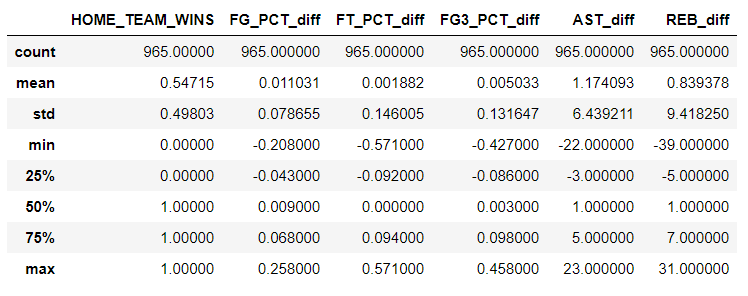 HOME_TEAM_WINS FG_PCT_diff FT_PCT_diff FG3_PCT_diff AST_diff REB_diff
count 965.00000 965.000000 965.000000 965.000000 965.000000 965.000000
mean 0.54715 0.011031 0.001882 0.005033 1.174093 0.839378
std 0.49803 0.078655 0.146005 0.131647 6.439211 9.418250
min 0.00000 -0.208000 -0.571000 -0.427000 -22.000000 -39.000000
25% 0.00000 -0.043000 -0.092000 -0.086000 -3.000000 -5.000000
50% 1.00000 0.009000 0.000000 0.003000 1.000000 1.000000
75% 1.00000 0.068000 0.094000 0.098000 5.000000 7.000000
max 1.00000 0.258000 0.571000 0.458000 23.000000 31.000000